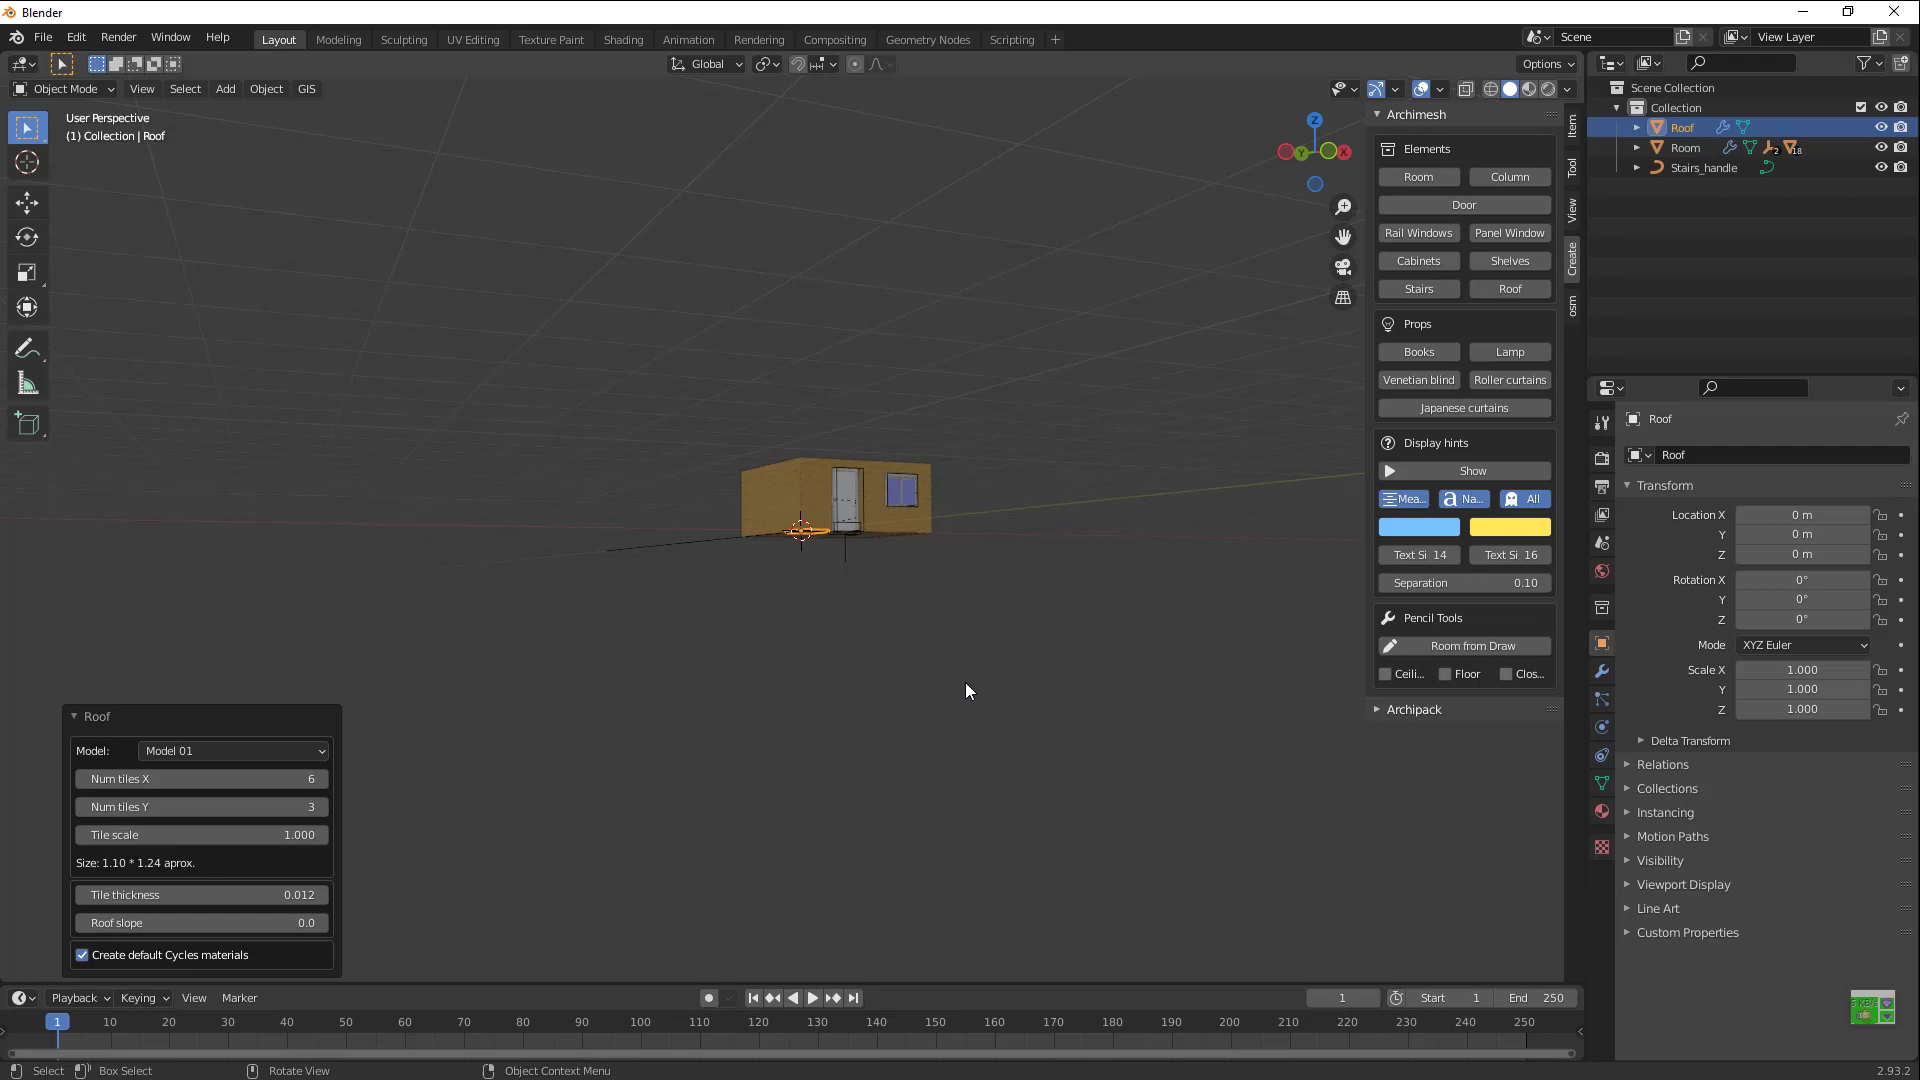 Blender
File Edit Render Window Help Layout Modeling Sculpting UV Editing Texture Paint Shading Animation Rendering Compositing Geometry Nodes Scripting + Scene View Layer
Global Options
Object Mode View Select Add Object GIS
User Perspective
(1) Collection | Roof
Z
Y
X
Archimesh
Elements
Room Column
Door
Rail Windows Panel Window
Cabinets Shelves
Stairs Roof
Props
Books Lamp
Venetian blind Roller curtains
Japanese curtains
Display hints
Show
Mea... Na... All
Text Si 14 Text Si 16
Separation 0.10
Pencil Tools
Room from Draw
Ceili... Floor Clos...
Archipack
Item
Tool
View
Create
osm
Scene Collection
Collection
Roof
Room 2 18
Stairs_handle
Roof
Roof
Transform
Location X 0 m
Y 0 m
Z 0 m
Rotation X 0°
Y 0°
Z 0°
Mode XYZ Euler
Scale X 1.000
Y 1.000
Z 1.000
Delta Transform
Relations
Collections
Instancing
Motion Paths
Visibility
Viewport Display
Line Art
Custom Properties
Roof
Model: Model 01
Num tiles X 6
Num tiles Y 3
Tile scale 1.000
Size: 1.10 * 1.24 aprox.
Tile thickness 0.012
Roof slope 0.0
Create default Cycles materials
Playback Keying View Marker 1 Start 1 End 250
1 10 20 30 40 50 60 70 80 90 100 110 120 130 140 150 160 170 180 190 200 210 220 230 240 250
Select Box Select Rotate View Object Context Menu 2.93.2